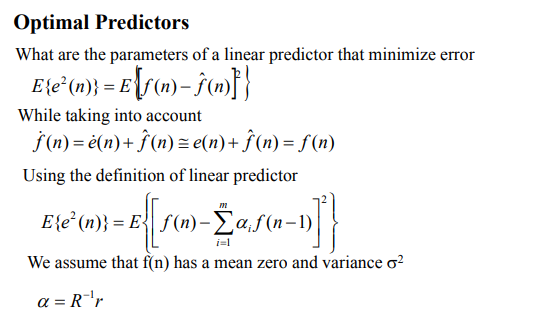 Optimal Predictors
What are the parameters of a linear predictor that minimize error
E{e²(n)} = E{[f(n) − f̂(n)]²}
While taking into account
ḟ(n) = ė(n) + f̂(n) ≅ e(n) + f̂(n) = f(n)
Using the definition of linear predictor
E{e²(n)} = E{[f(n) − ∑_{i=1}^{m} α_i f(n−1)]²}
We assume that f(n) has a mean zero and variance σ²
α = R⁻¹r